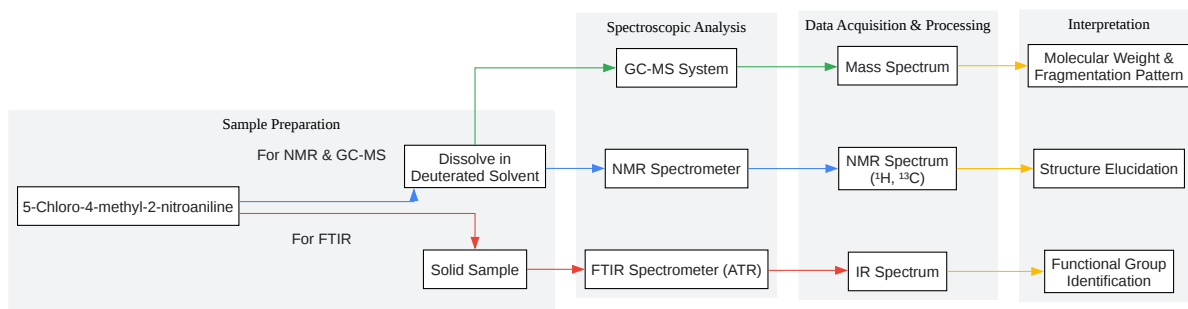 Spectroscopic Analysis
Data Acquisition & Processing
Interpretation
GC-MS System
Mass Spectrum
Molecular Weight &
Fragmentation Pattern
Sample Preparation
For NMR & GC-MS
Dissolve in
Deuterated Solvent
NMR Spectrometer
NMR Spectrum
(¹H, ¹³C)
Structure Elucidation
5-Chloro-4-methyl-2-nitroaniline
For FTIR
Solid Sample
FTIR Spectrometer (ATR)
IR Spectrum
Functional Group
Identification